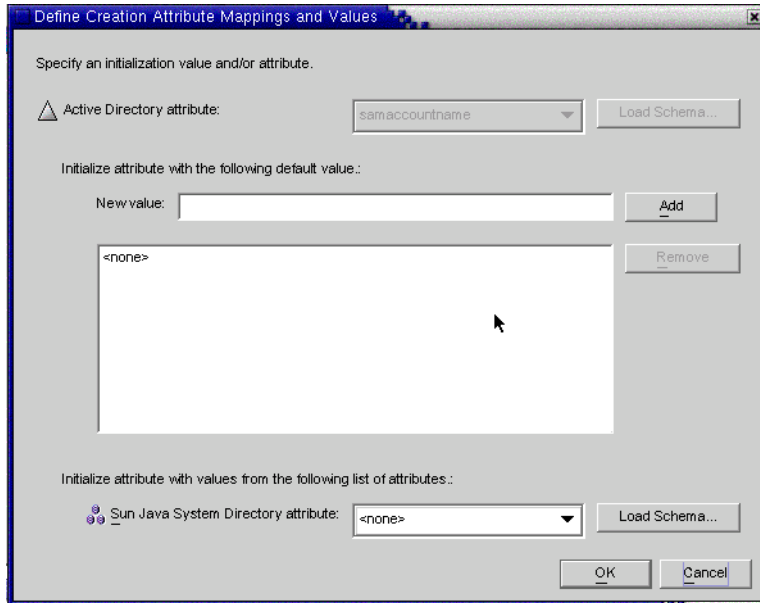 Define Creation Attribute Mappings and Values
Specify an initialization value and/or attribute.
Active Directory attribute:
samaccountname
Load Schema...
Initialize attribute with the following default value.:
New value:
Add
<none>
Remove
Initialize attribute with values from the following list of attributes.:
Sun Java System Directory attribute:
<none>
Load Schema...
OK
Cancel